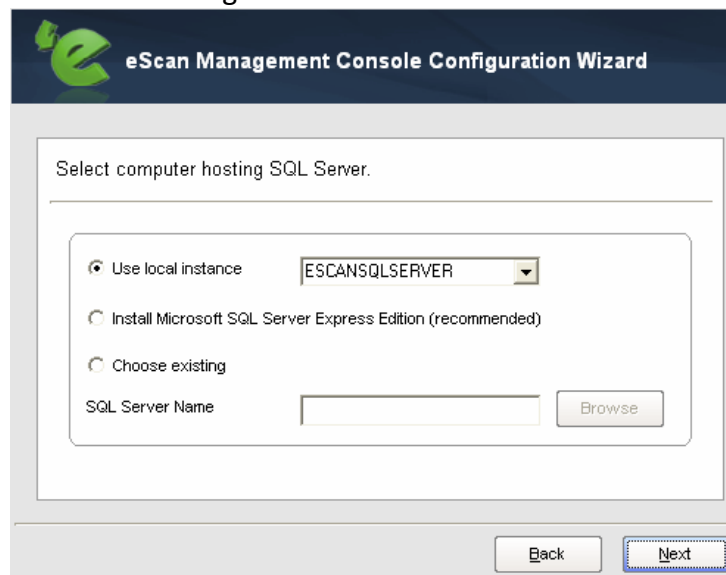 eScan Management Console Configuration Wizard
Select computer hosting SQL Server.
Use local instance ESCANSQLSERVER
Install Microsoft SQL Server Express Edition (recommended)
Choose existing
SQL Server Name Browse
Back Next